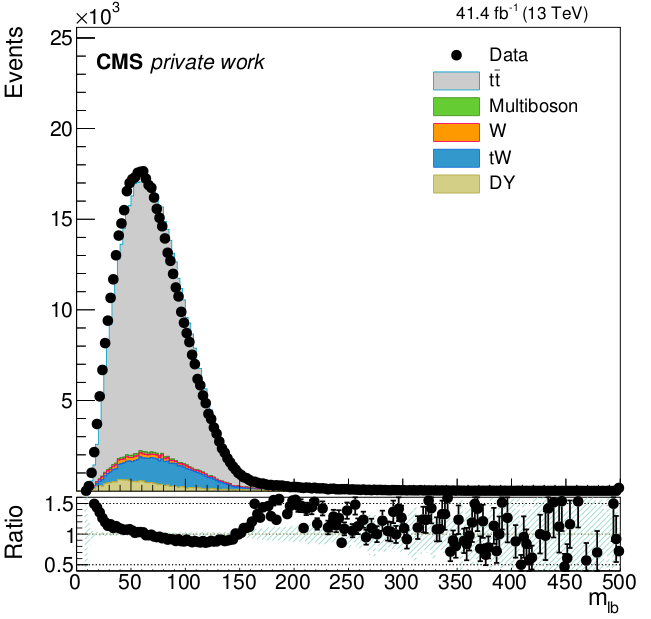 ×10³
41.4 fb⁻¹ (13 TeV)
Events
CMS private work
25
20
15
10
5
Data
tt̄
Multiboson
W
tW
DY
Ratio
1.5
1
0.5
0 50 100 150 200 250 300 350 400 450 500
m_lb